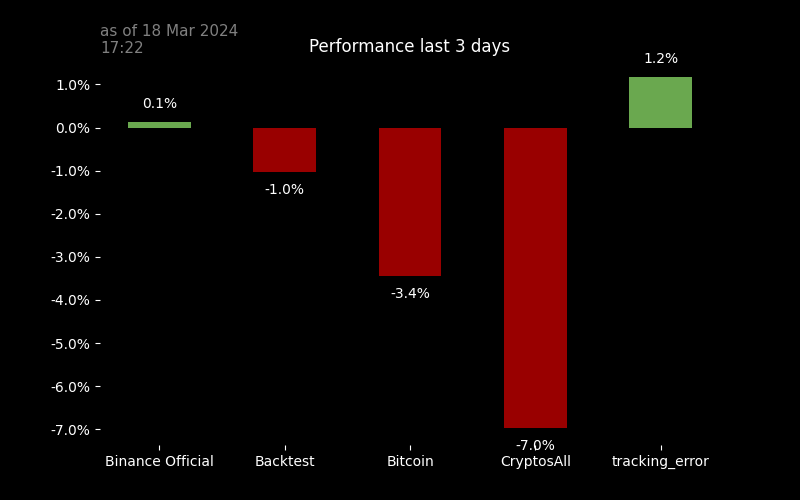 as of 18 Mar 2024
17:22
Performance last 3 days
1.2%
1.0%
0.1%
0.0%
-1.0%
-1.0%
-2.0%
-3.0%
-3.4%
-4.0%
-5.0%
-6.0%
-7.0%
-7.0%
Binance Official
Backtest
Bitcoin
CryptosAll
tracking_error